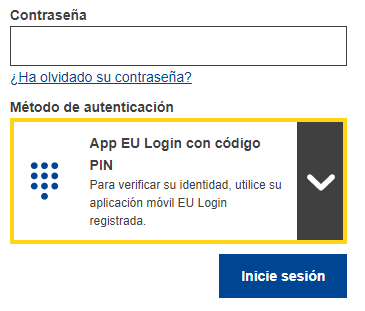 Contraseña
¿Ha olvidado su contraseña?
Método de autenticación
App EU Login con código
PIN
Para verificar su identidad, utilice su
aplicación móvil EU Login
registrada.
Inicie sesión